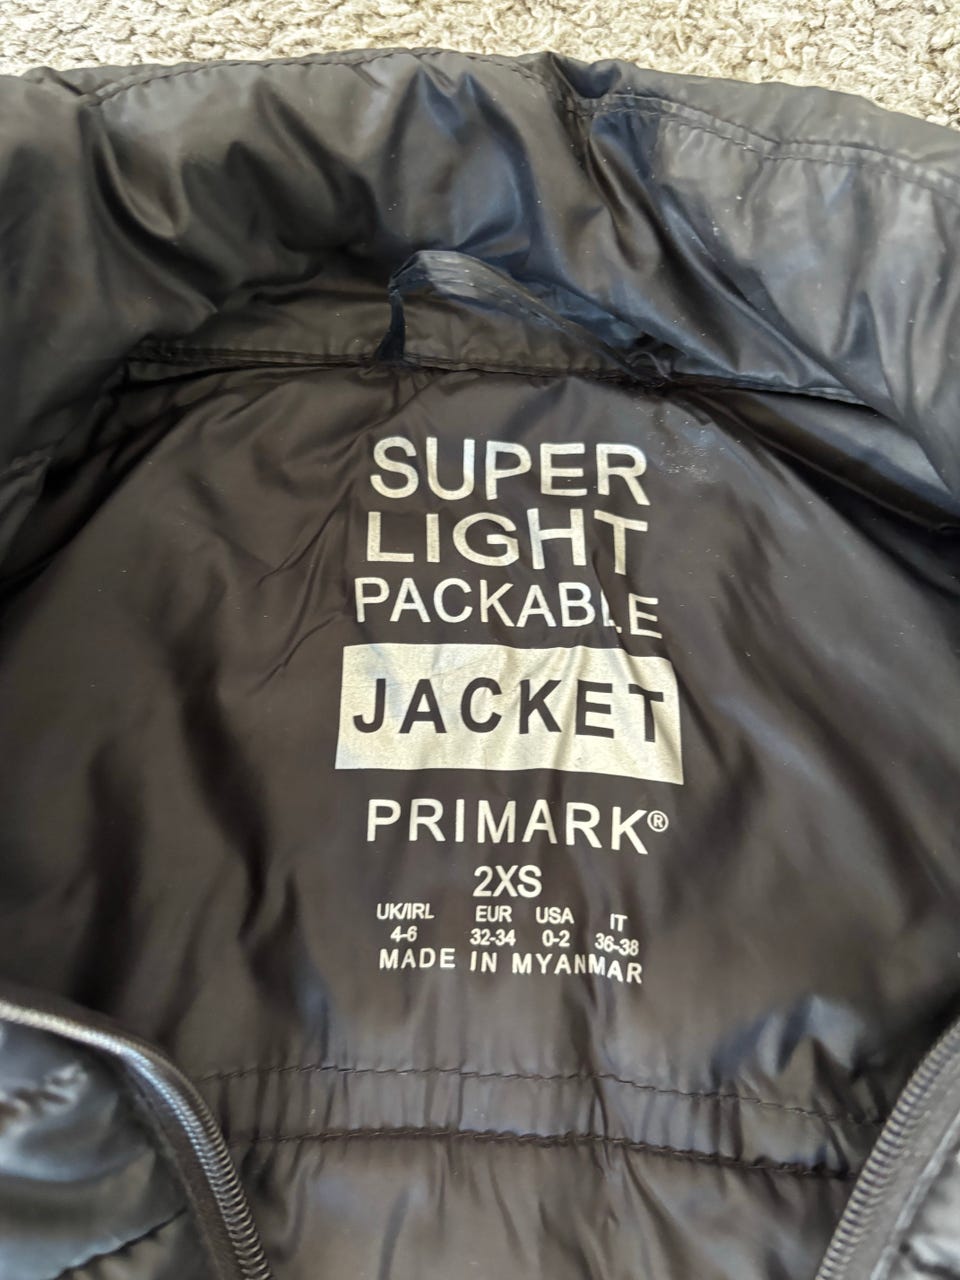 SUPER
LIGHT
PACKABLE
JACKET
PRIMARK®
2XS
UK/IRL EUR USA IT
4-6 32-34 0-2 36-38
MADE IN MYANMAR